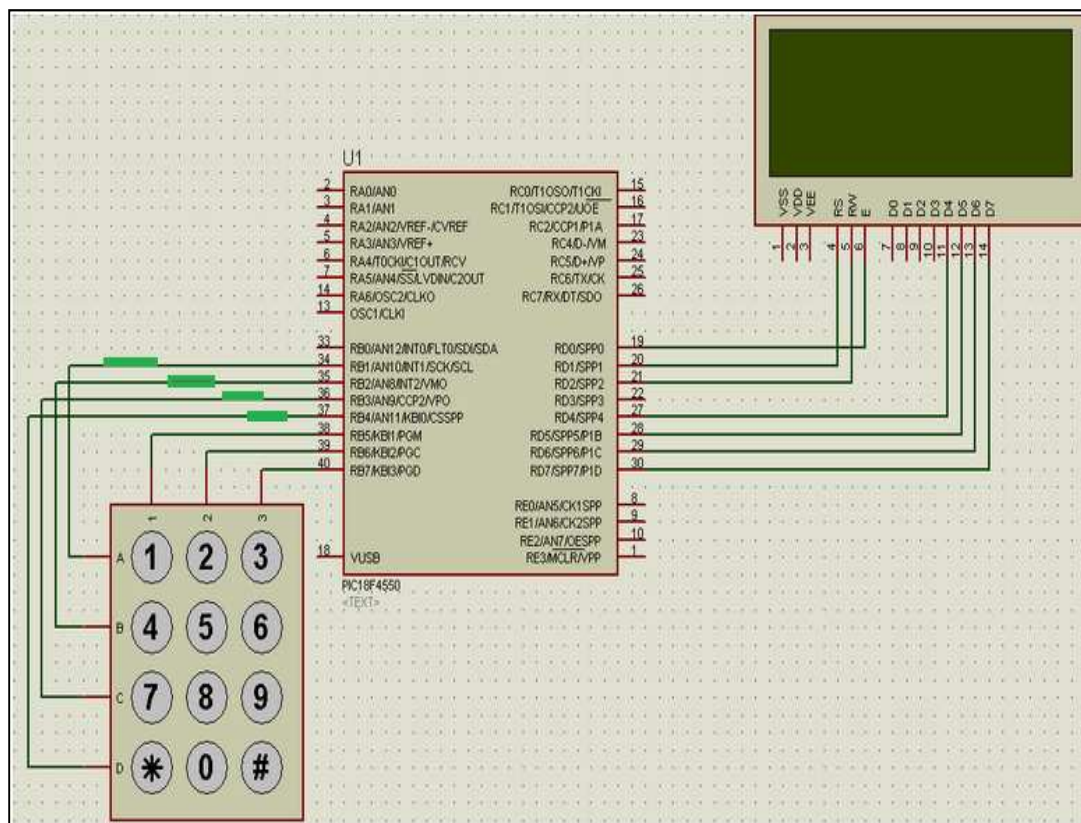 U1
2 RA0/AN0
3 RA1/AN1
4 RA2/AN2/VREF-/CVREF
5 RA3/AN3/VREF+
6 RA4/T0CKI/C1OUT/RCV
7 RA5/AN4/SS/LVDIN/C2OUT
14 RA6/OSC2/CLKO
13 OSC1/CLKI
33 RB0/AN12/INT0/FLT0/SDI/SDA
34 RB1/AN10/INT1/SCK/SCL
35 RB2/AN8/INT2/VMO
36 RB3/AN9/CCP2/VPO
37 RB4/AN11/KBI0/CSSPP
38 RB5/KBI1/PGM
39 RB6/KBI2/PGC
40 RB7/KBI3/PGD
18 VUSB
RC0/T1OSO/T1CKI 15
RC1/T1OSI/CCP2/UOE 16
RC2/CCP1/P1A 17
RC4/D-/VM 23
RC5/D+/VP 24
RC6/TX/CK 25
RC7/RX/DT/SDO 26
RD0/SPP0 19
RD1/SPP1 20
RD2/SPP2 21
RD3/SPP3 22
RD4/SPP4 27
RD5/SPP5/P1B 28
RD6/SPP6/P1C 29
RD7/SPP7/P1D 30
RE0/AN5/CK1SPP 8
RE1/AN6/CK2SPP 9
RE2/AN7/OESPP 10
RE3/MCLR/VPP 1
PIC18F4550
<TEXT>
VSS VDD VEE RS RW E D0 D1 D2 D3 D4 D5 D6 D7
1 2 3 4 5 6 7 8 9 10 11 12 13 14
1 2 3
A 1 2 3
B 4 5 6
C 7 8 9
D * 0 #